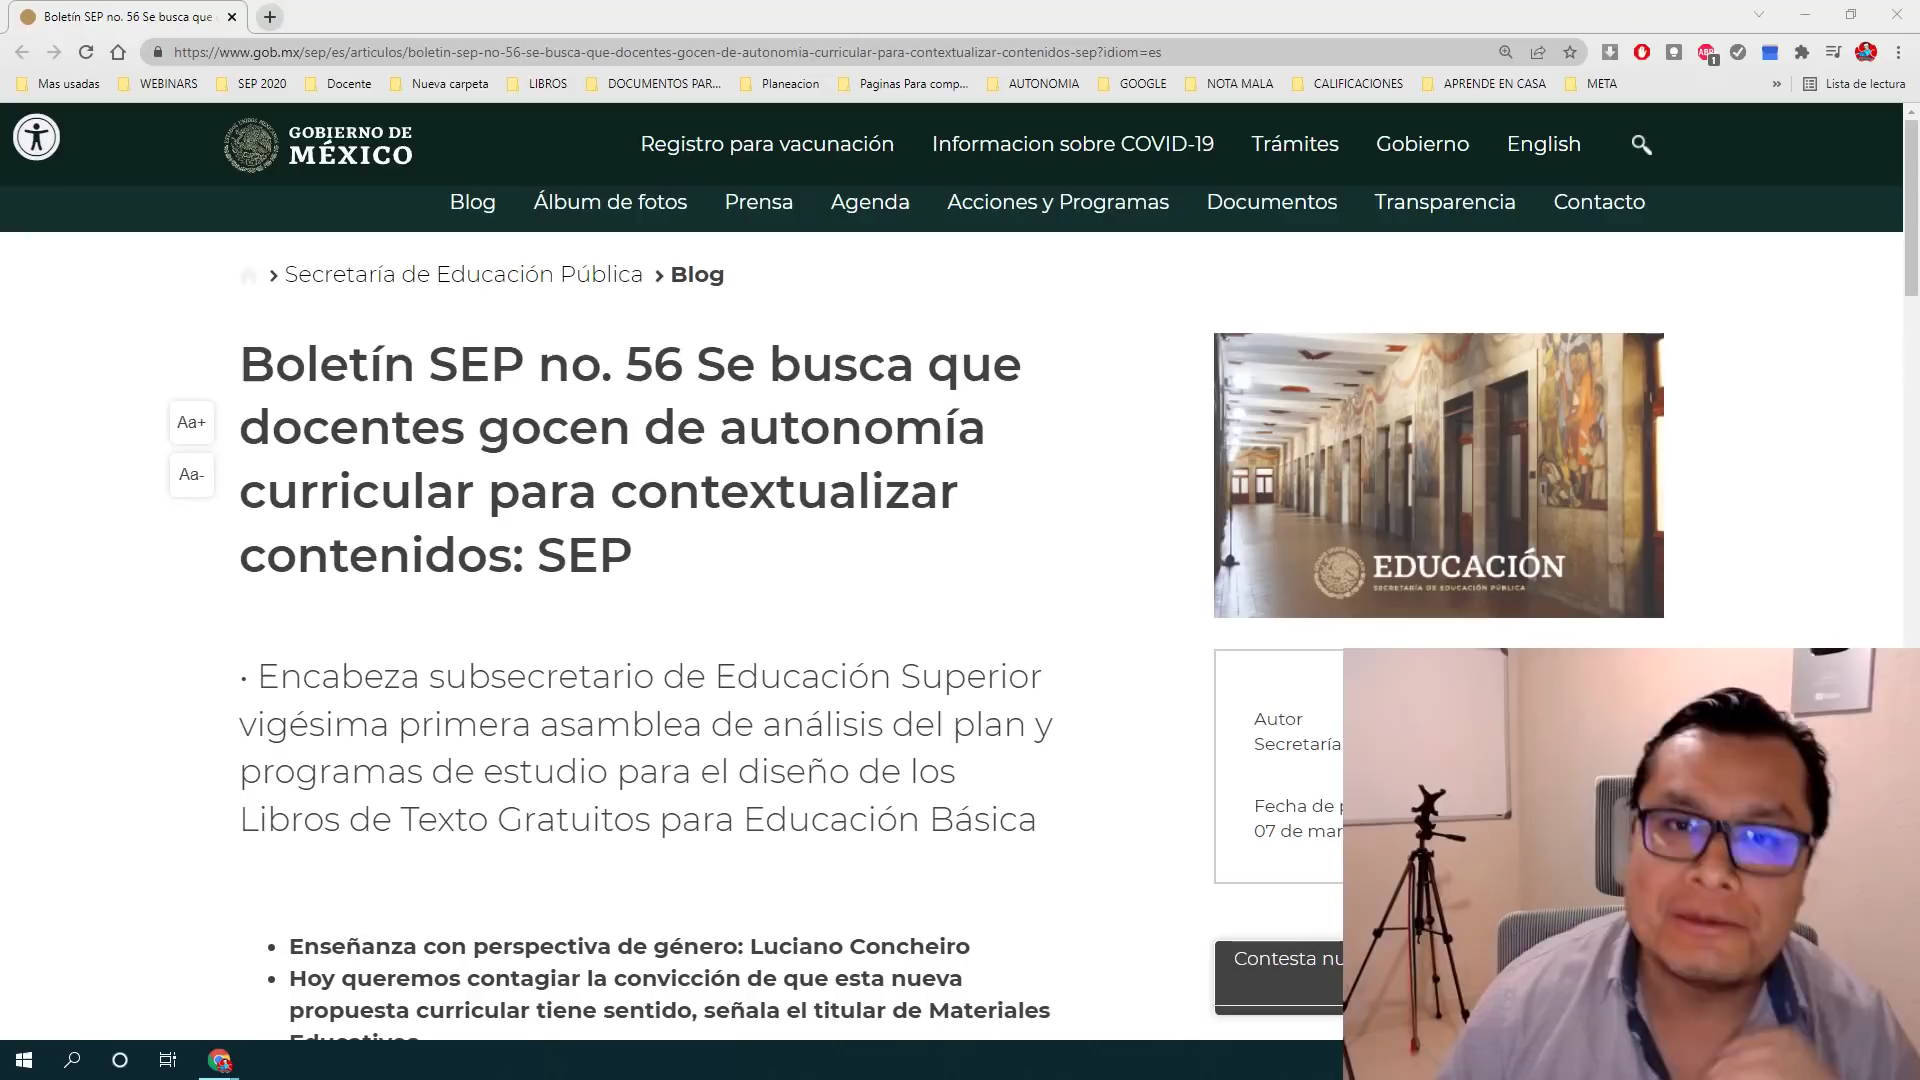 Boletín SEP no. 56 Se busca que
https://www.gob.mx/sep/es/articulos/boletin-sep-no-56-se-busca-que-docentes-gocen-de-autonomia-curricular-para-contextualizar-contenidos-sep?idiom=es
ABP
1
Mas usadas
WEBINARS
SEP 2020
Docente
Nueva carpeta
LIBROS
DOCUMENTOS PAR...
Planeacion
Paginas Para comp...
AUTONOMIA
GOOGLE
NOTA MALA
CALIFICACIONES
APRENDE EN CASA
META
»
Lista de lectura
GOBIERNO DE
MÉXICO
Registro para vacunación
Informacion sobre COVID-19
Trámites
Gobierno
English
Blog
Álbum de fotos
Prensa
Agenda
Acciones y Programas
Documentos
Transparencia
Contacto
Secretaría de Educación Pública
Blog
Aa+
Aa-
Boletín SEP no. 56 Se busca que
docentes gocen de autonomía
curricular para contextualizar
contenidos: SEP
EDUCACIÓN
SECRETARÍA DE EDUCACIÓN PÚBLICA
· Encabeza subsecretario de Educación Superior
vigésima primera asamblea de análisis del plan y
programas de estudio para el diseño de los
Libros de Texto Gratuitos para Educación Básica
Autor
Secretaría
Fecha de
07 de mar
• Enseñanza con perspectiva de género: Luciano Concheiro
• Hoy queremos contagiar la convicción de que esta nueva
propuesta curricular tiene sentido, señala el titular de Materiales
Educativos
Contesta nu